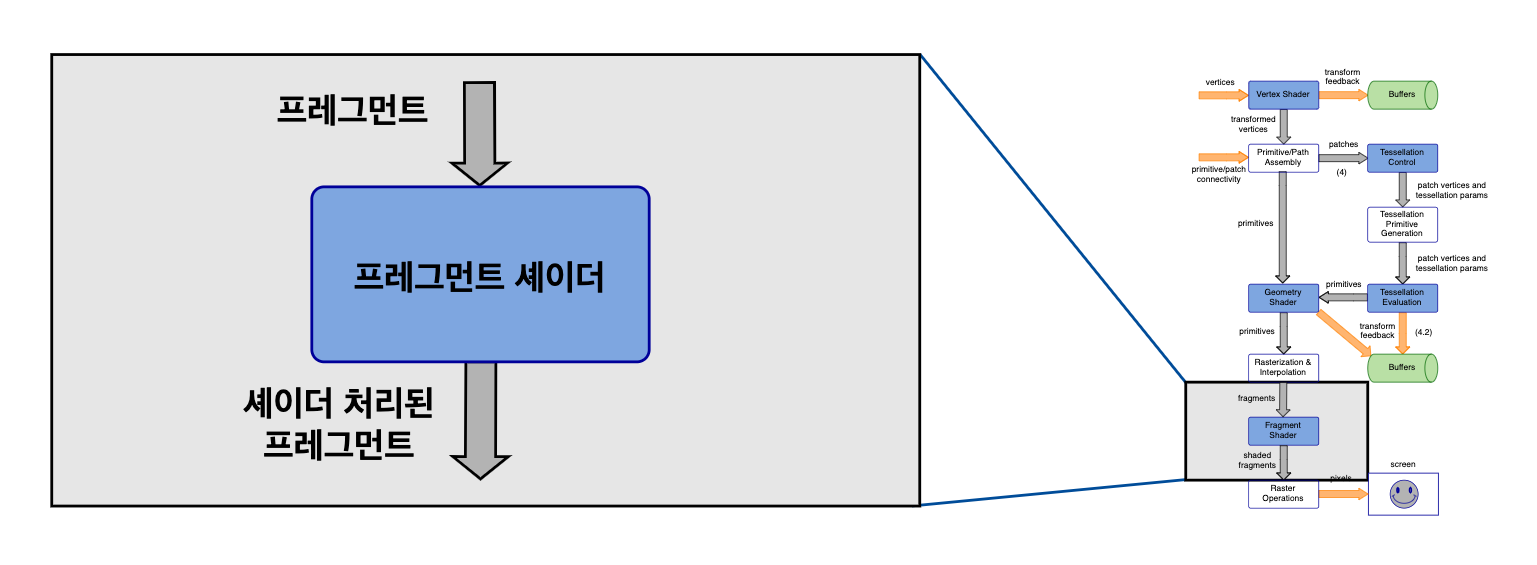 프레그먼트
프레그먼트 셰이더
셰이더 처리된
프레그먼트
vertices
Vertex Shader
transform
feedback
Buffers
transformed
vertices
Primitive/Path
Assembly
patches
(4)
Tessellation
Control
primitive/patch
connectivity
patch vertices and
tessellation params
primitives
Tessellation
Primitive
Generation
patch vertices and
tessellation params
Geometry
Shader
primitives
Tessellation
Evaluation
primitives
transform
feedback
(4.2)
Rasterization &
Interpolation
Buffers
fragments
Fragment
Shader
shaded
fragments
screen
pixels
Raster
Operations